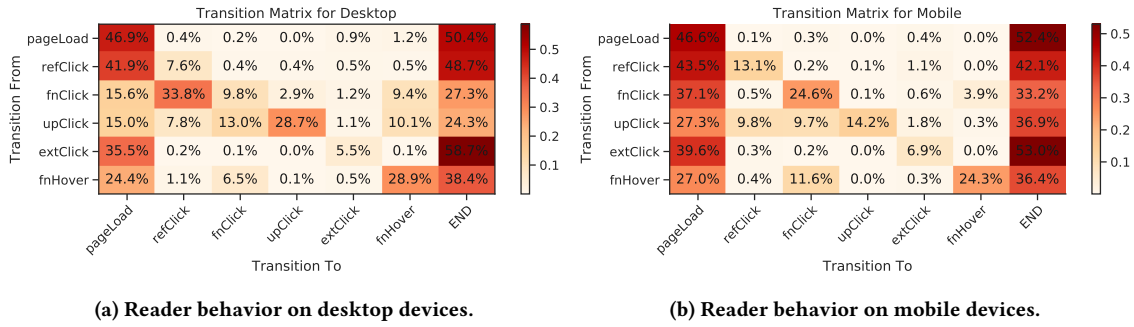 Transition Matrix for Desktop
Transition From
pageLoad 46.9% 0.4% 0.2% 0.0% 0.9% 1.2% 50.4%
refClick 41.9% 7.6% 0.4% 0.4% 0.5% 0.5% 48.7%
fnClick 15.6% 33.8% 9.8% 2.9% 1.2% 9.4% 27.3%
upClick 15.0% 7.8% 13.0% 28.7% 1.1% 10.1% 24.3%
extClick 35.5% 0.2% 0.1% 0.0% 5.5% 0.1% 58.7%
fnHover 24.4% 1.1% 6.5% 0.1% 0.5% 28.9% 38.4%
pageLoad refClick fnClick upClick extClick fnHover END
Transition To
0.5
0.4
0.3
0.2
0.1
(a) Reader behavior on desktop devices.
Transition Matrix for Mobile
Transition From
pageLoad 46.6% 0.1% 0.3% 0.0% 0.4% 0.0% 52.4%
refClick 43.5% 13.1% 0.2% 0.1% 1.1% 0.0% 42.1%
fnClick 37.1% 0.5% 24.6% 0.1% 0.6% 3.9% 33.2%
upClick 27.3% 9.8% 9.7% 14.2% 1.8% 0.3% 36.9%
extClick 39.6% 0.3% 0.2% 0.0% 6.9% 0.0% 53.0%
fnHover 27.0% 0.4% 11.6% 0.0% 0.3% 24.3% 36.4%
pageLoad refClick fnClick upClick extClick fnHover END
Transition To
0.5
0.4
0.3
0.2
0.1
(b) Reader behavior on mobile devices.